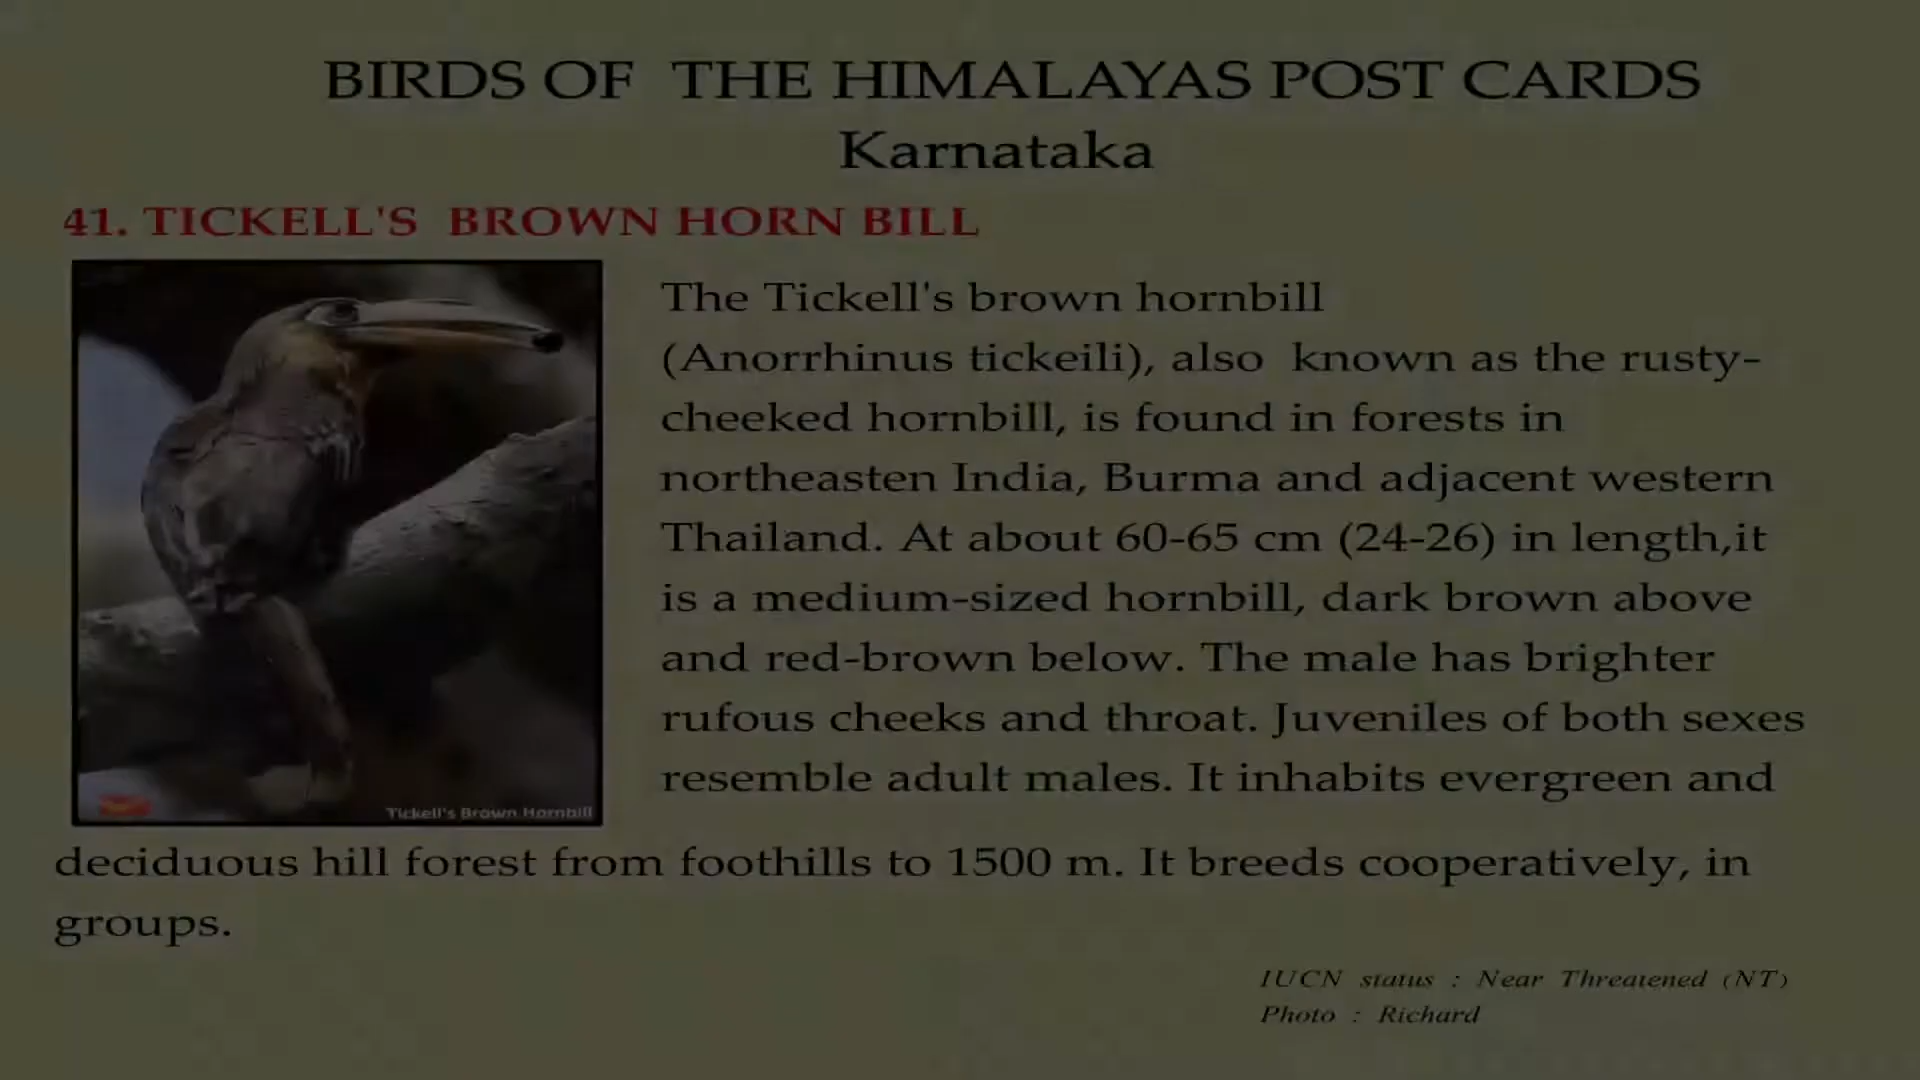 BIRDS OF THE HIMALAYAS POST CARDS
Karnataka
41. TICKELL'S BROWN HORN BILL
The Tickell's brown hornbill
(Anorrhinus tickeili), also known as the rusty-
cheeked hornbill, is found in forests in
northeasten India, Burma and adjacent western
Thailand. At about 60-65 cm (24-26) in length,it
is a medium-sized hornbill, dark brown above
and red-brown below. The male has brighter
rufous cheeks and throat. Juveniles of both sexes
resemble adult males. It inhabits evergreen and
Tickell's Brown Hornbill
deciduous hill forest from foothills to 1500 m. It breeds cooperatively, in
groups.
IUCN status : Near Threatened (NT)
Photo : Richard